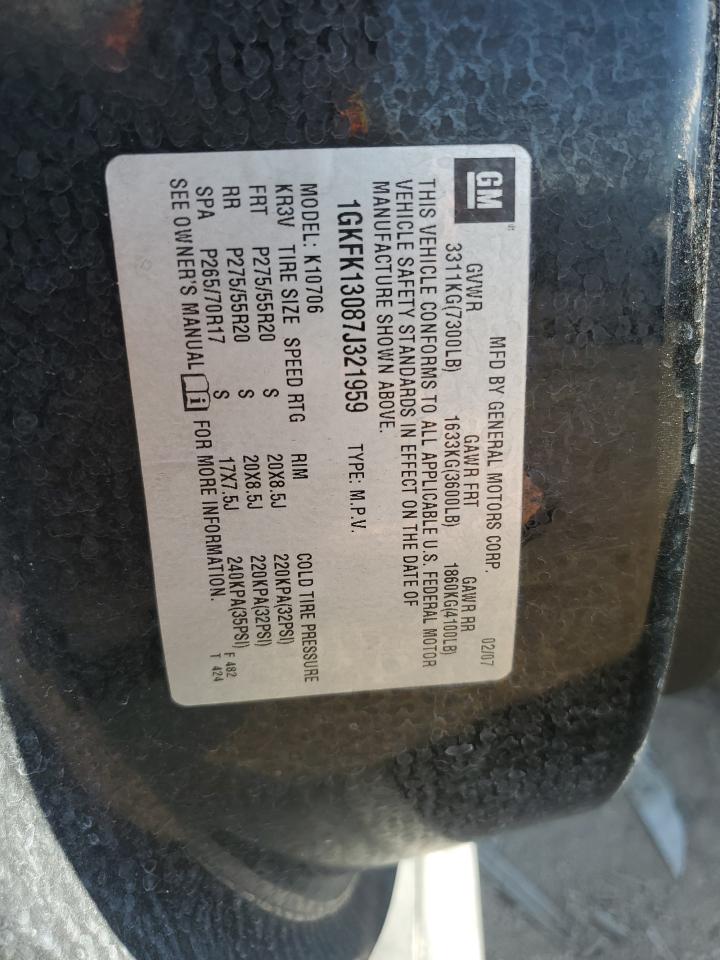 GM MFD BY GENERAL MOTORS CORP. 02/07
GVWR GAWR FRT GAWR RR
3311KG(7300LB) 1633KG(3600LB) 1860KG(4100LB)
THIS VEHICLE CONFORMS TO ALL APPLICABLE U.S. FEDERAL MOTOR
VEHICLE SAFETY STANDARDS IN EFFECT ON THE DATE OF
MANUFACTURE SHOWN ABOVE.
1GKFK13087J321959 TYPE: M.P.V.
MODEL: K10706
KR3V TIRE SIZE SPEED RTG RIM COLD TIRE PRESSURE
FRT P275/55R20 S 20X8.5J 220KPA(32PSI)
RR P275/55R20 S 20X8.5J 220KPA(32PSI)
SPA P265/70R17 S 17X7.5J 240KPA(35PSI)
SEE OWNER'S MANUAL i FOR MORE INFORMATION.
F 482
T 424